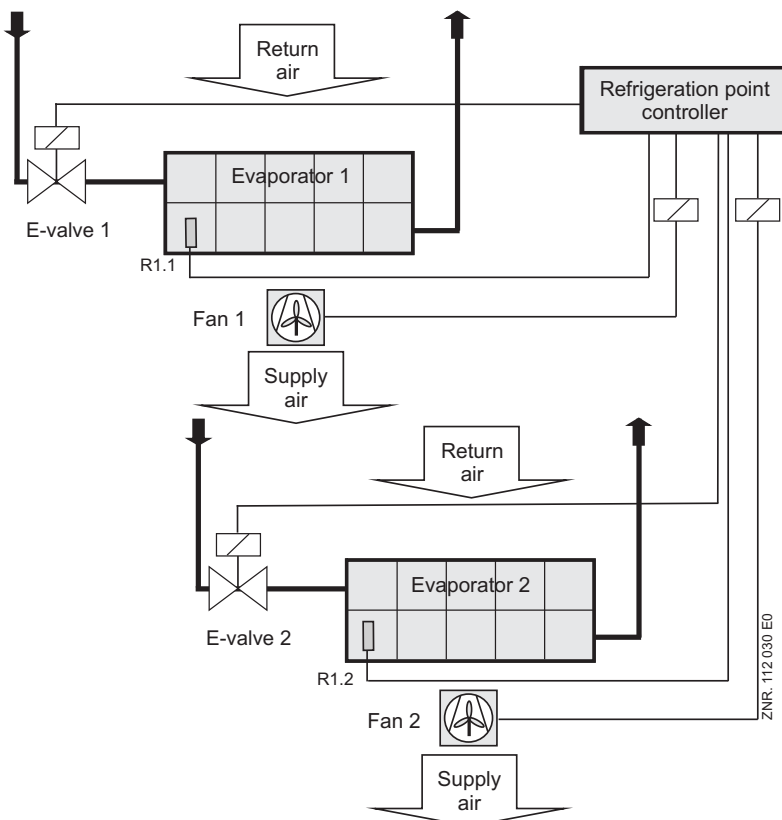 Return
air
Refrigeration point
controller
Evaporator 1
E-valve 1
R1.1
Fan 1
Supply
air
Return
air
Evaporator 2
E-valve 2
R1.2
Fan 2
ZNR. 112 030 E0
Supply
air